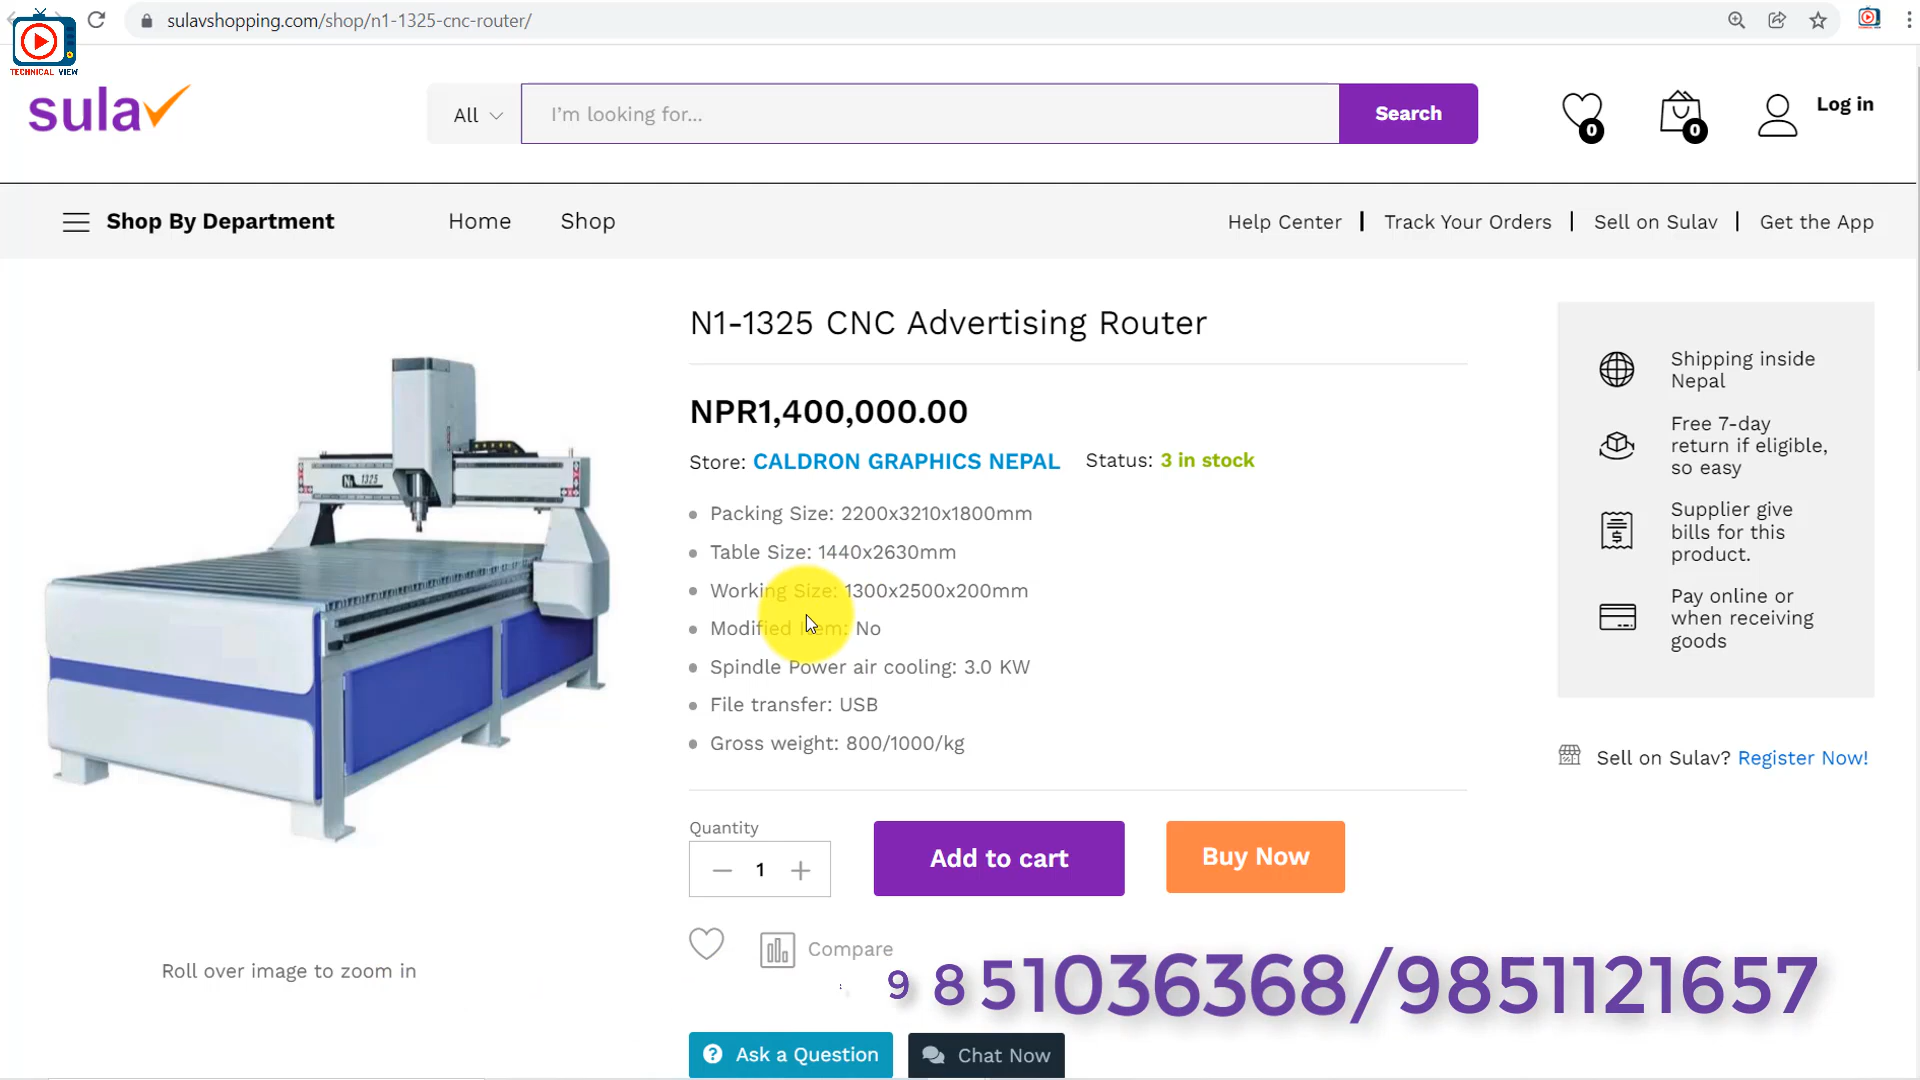 sulavshopping.com/shop/n1-1325-cnc-router/
TECHNICAL VIEW
sula
All
I'm looking for...
Search
0
0
Log in
Shop By Department
Home
Shop
Help Center
Track Your Orders
Sell on Sulav
Get the App
N1-1325 CNC Advertising Router
NPR1,400,000.00
Store: CALDRON GRAPHICS NEPAL
Status: 3 in stock
Packing Size: 2200x3210x1800mm
Table Size: 1440x2630mm
Working Size: 1300x2500x200mm
Modified Item: No
Spindle Power air cooling: 3.0 KW
File transfer: USB
Gross weight: 800/1000/kg
Quantity
1
Add to cart
Buy Now
Compare
9851036368/9851121657
Ask a Question
Chat Now
1325
Roll over image to zoom in
Shipping inside
Nepal
Free 7-day
return if eligible,
so easy
Supplier give
bills for this
product.
Pay online or
when receiving
goods
Sell on Sulav? Register Now!